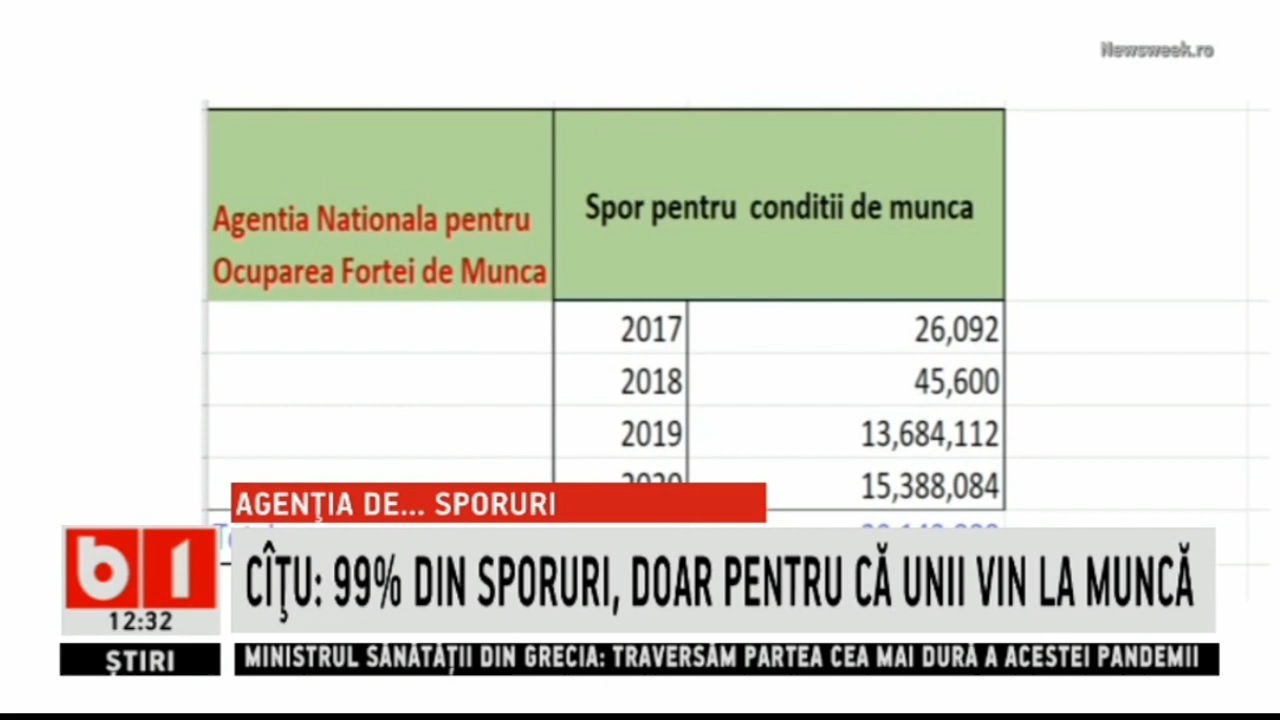 Newsweek.ro
Agentia Nationala pentru
Ocuparea Fortei de Munca
Spor pentru conditii de munca
2017 26,092
2018 45,600
2019 13,684,112
2020 15,388,084
AGENŢIA DE... SPORURI
CÎŢU: 99% DIN SPORURI, DOAR PENTRU CĂ UNII VIN LA MUNCĂ
b1
12:32
ŞTIRI
MINISTRUL SĂNĂTĂŢII DIN GRECIA: TRAVERSĂM PARTEA CEA MAI DURĂ A ACESTEI PANDEMII